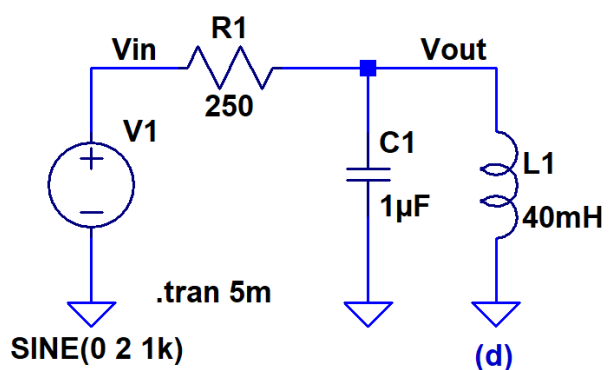 R1
Vin
Vout
250
V1
+
C1
L1
1µF
40mH
−
.tran 5m
SINE(0 2 1k)
(d)